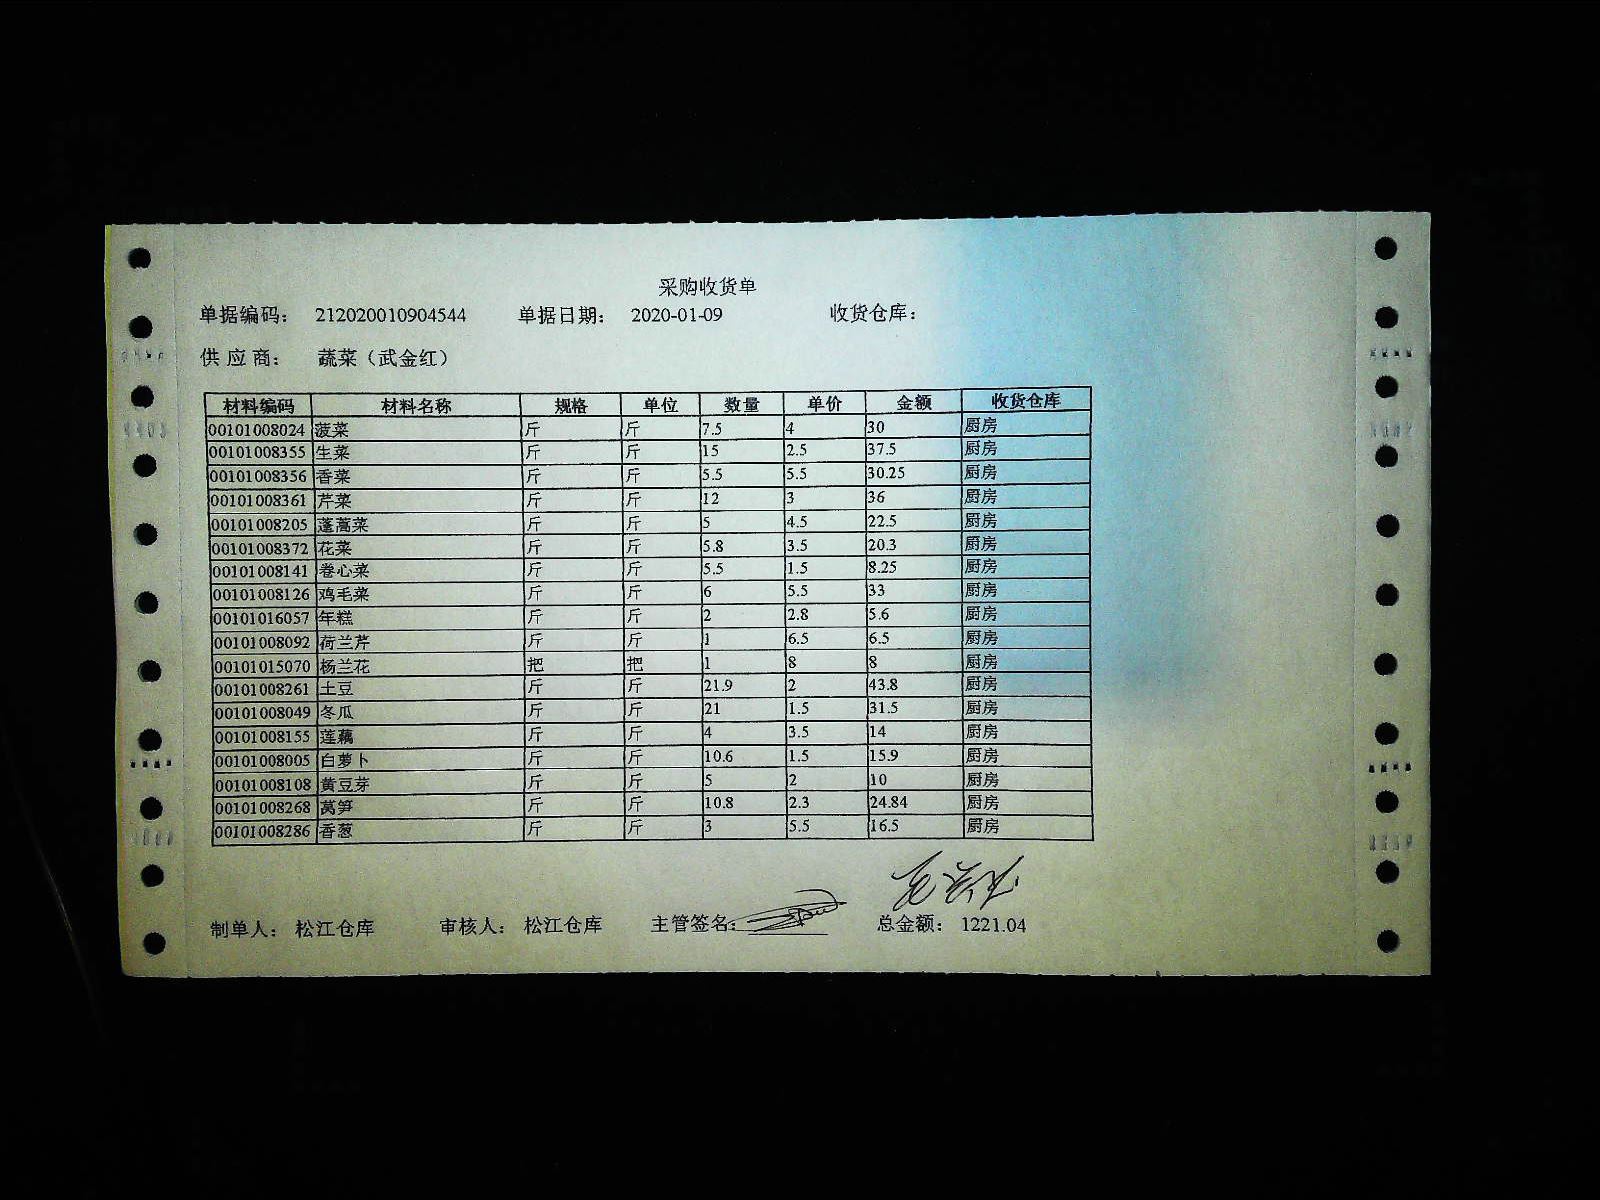 采购收货单
单据编码： 212020010904544 单据日期： 2020-01-09 收货仓库：
供 应 商： 蔬菜（武金红）
材料编码 材料名称 规格 单位 数量 单价 金额 收货仓库
00101008024 菠菜 斤 斤 7.5 4 30 厨房
00101008355 生菜 斤 斤 15 2.5 37.5 厨房
00101008356 香菜 斤 斤 5.5 5.5 30.25 厨房
00101008361 芹菜 斤 斤 12 3 36 厨房
00101008205 蓬蒿菜 斤 斤 5 4.5 22.5 厨房
00101008372 花菜 斤 斤 5.8 3.5 20.3 厨房
00101008141 卷心菜 斤 斤 5.5 1.5 8.25 厨房
00101008126 鸡毛菜 斤 斤 6 5.5 33 厨房
00101016057 年糕 斤 斤 2 2.8 5.6 厨房
00101008092 荷兰芹 斤 斤 1 6.5 6.5 厨房
00101015070 杨兰花 把 把 1 8 8 厨房
00101008261 土豆 斤 斤 21.9 2 43.8 厨房
00101008049 冬瓜 斤 斤 21 1.5 31.5 厨房
00101008155 莲藕 斤 斤 4 3.5 14 厨房
00101008005 白萝卜 斤 斤 10.6 1.5 15.9 厨房
00101008108 黄豆芽 斤 斤 5 2 10 厨房
00101008268 莴笋 斤 斤 10.8 2.3 24.84 厨房
00101008286 香葱 斤 斤 3 5.5 16.5 厨房
制单人： 松江仓库 审核人： 松江仓库 主管签名： 总金额： 1221.04